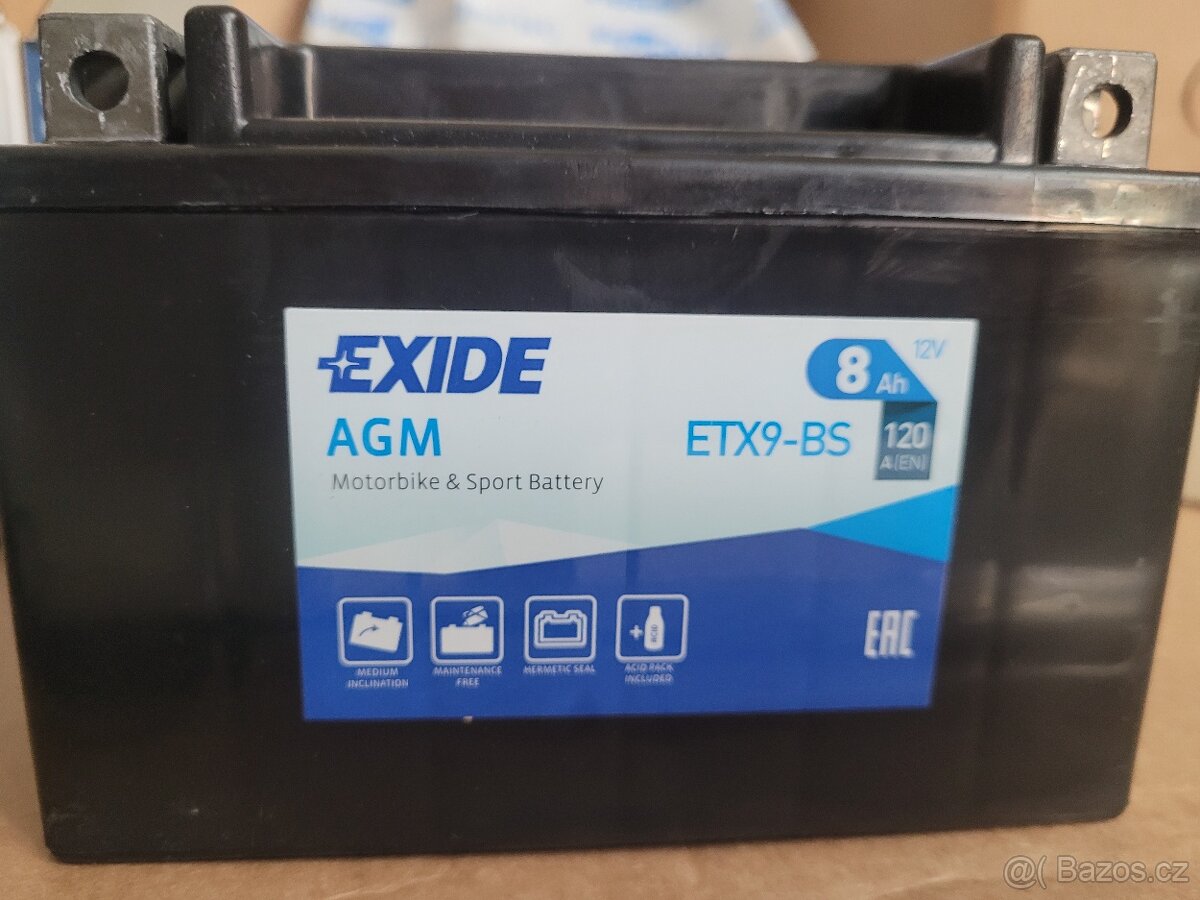 EXIDE
AGM
Motorbike & Sport Battery
12V
8 Ah
ETX9-BS
120
A(EN)
MEDIUM
INCLINATION
MAINTENANCE
FREE
HERMETIC SEAL
+ ACID
ACID PACK
INCLUDED
EAC
@( Bazos.cz